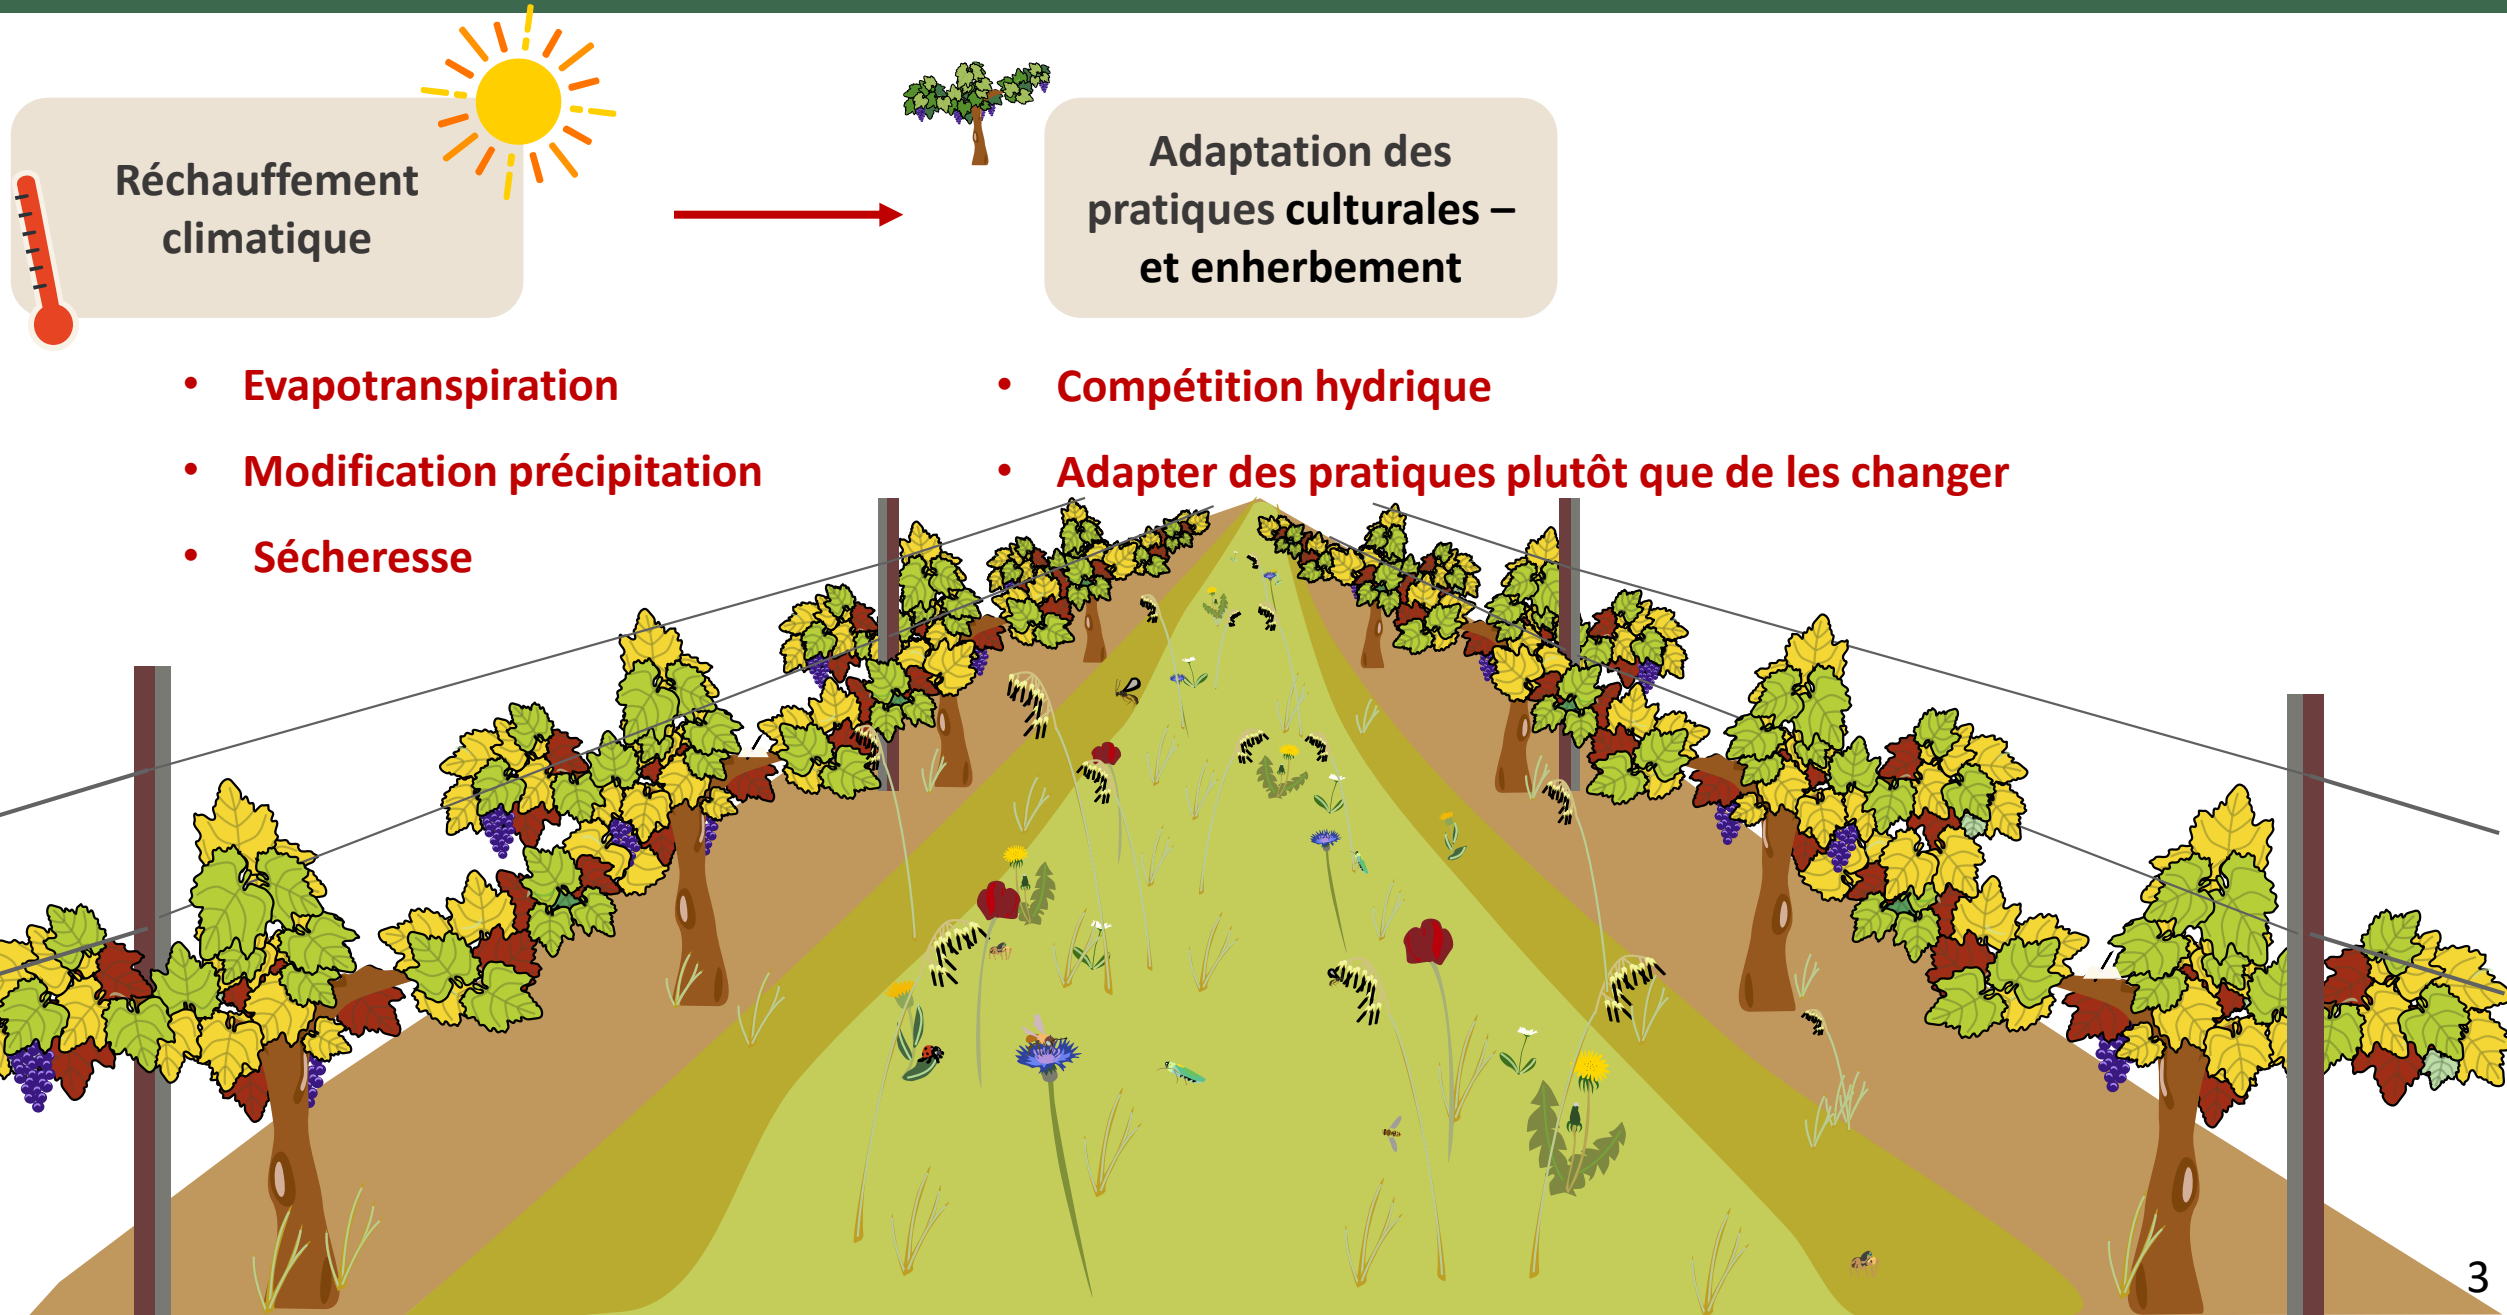 Réchauffement
climatique
Adaptation des
pratiques culturales –
et enherbement
• Evapotranspiration
• Modification précipitation
• Sécheresse
• Compétition hydrique
• Adapter des pratiques plutôt que de les changer
3